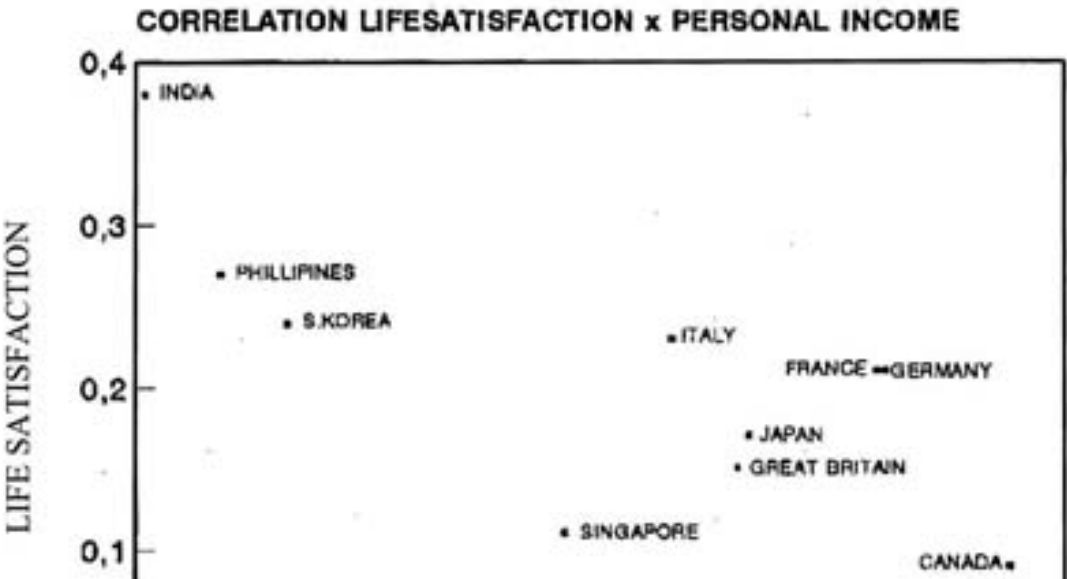 CORRELATION LIFESATISFACTION x PERSONAL INCOME
0,4
INDIA
0,3
PHILLIPINES
S.KOREA
ITALY
FRANCE GERMANY
0,2
JAPAN
GREAT BRITAIN
SINGAPORE
0,1
CANADA
LIFE SATISFACTION